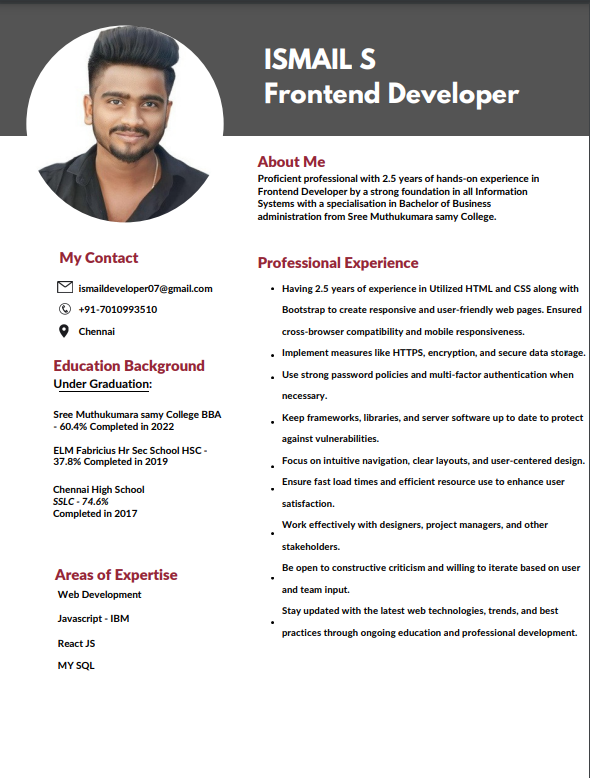 ISMAIL S
Frontend Developer
About Me
Proficient professional with 2.5 years of hands-on experience in
Frontend Developer by a strong foundation in all Information
Systems with a specialisation in Bachelor of Business
administration from Sree Muthukumara samy College.
My Contact
ismaildeveloper07@gmail.com
+91-7010993510
Chennai
Education Background
Under Graduation:
Sree Muthukumara samy College BBA
- 60.4% Completed in 2022
ELM Fabricius Hr Sec School HSC -
37.8% Completed in 2019
Chennai High School
SSLC - 74.6%
Completed in 2017
Areas of Expertise
Web Development
Javascript - IBM
React JS
MY SQL
Professional Experience
• Having 2.5 years of experience in Utilized HTML and CSS along with
Bootstrap to create responsive and user-friendly web pages. Ensured
cross-browser compatibility and mobile responsiveness.
• Implement measures like HTTPS, encryption, and secure data storage.
• Use strong password policies and multi-factor authentication when
necessary.
• Keep frameworks, libraries, and server software up to date to protect
against vulnerabilities.
• Focus on intuitive navigation, clear layouts, and user-centered design.
• Ensure fast load times and efficient resource use to enhance user
satisfaction.
• Work effectively with designers, project managers, and other
stakeholders.
• Be open to constructive criticism and willing to iterate based on user
and team input.
• Stay updated with the latest web technologies, trends, and best
practices through ongoing education and professional development.